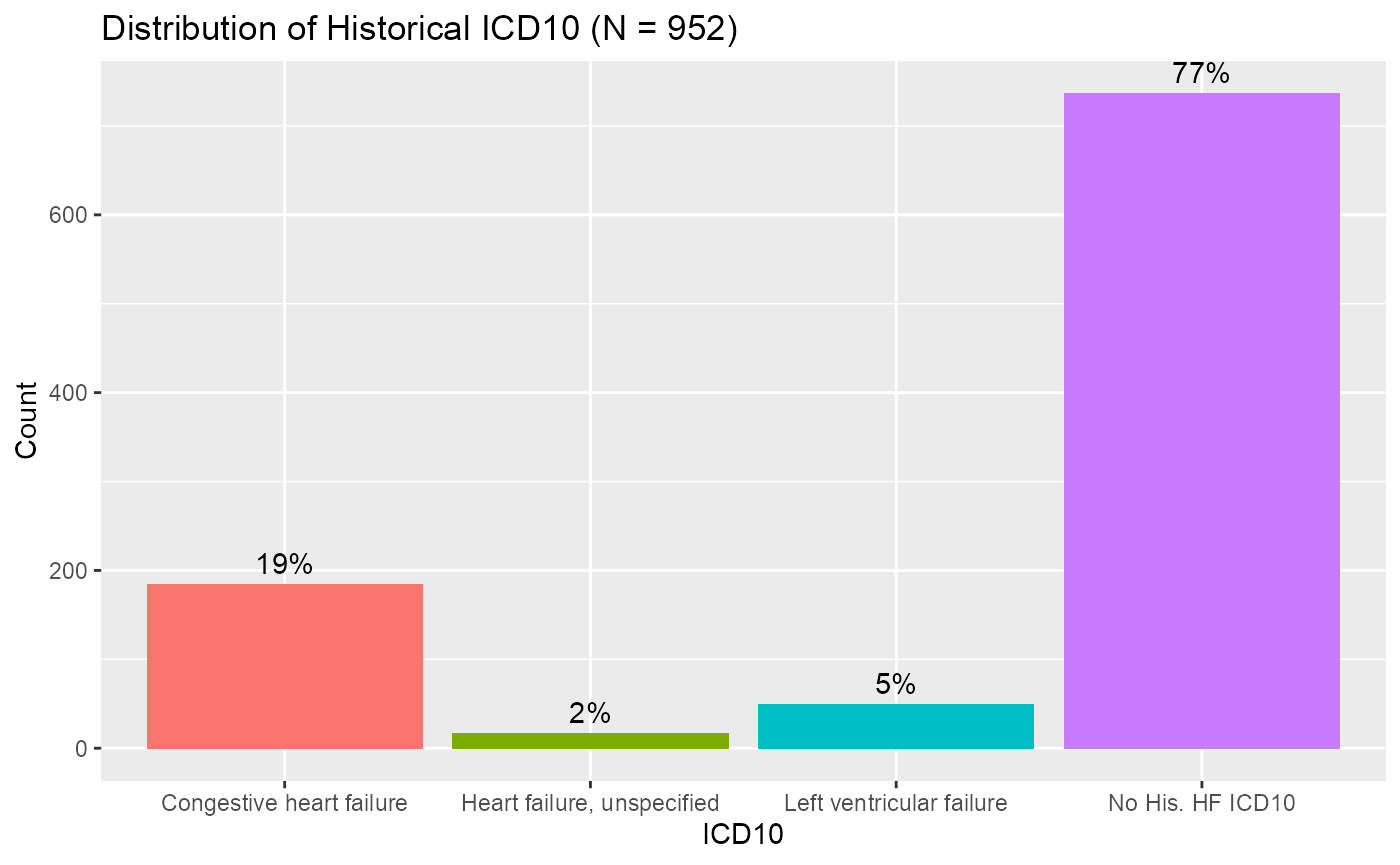 Distribution of Historical ICD10 (N = 952)
77%
600
Count
400
19%
200
5%
2%
0
Congestive heart failure
Heart failure, unspecified
Left ventricular failure
No His. HF ICD10
ICD10